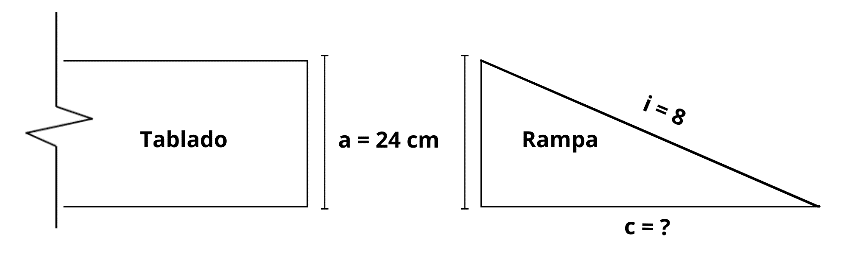 Tablado
a = 24 cm
Rampa
i = 8
c = ?